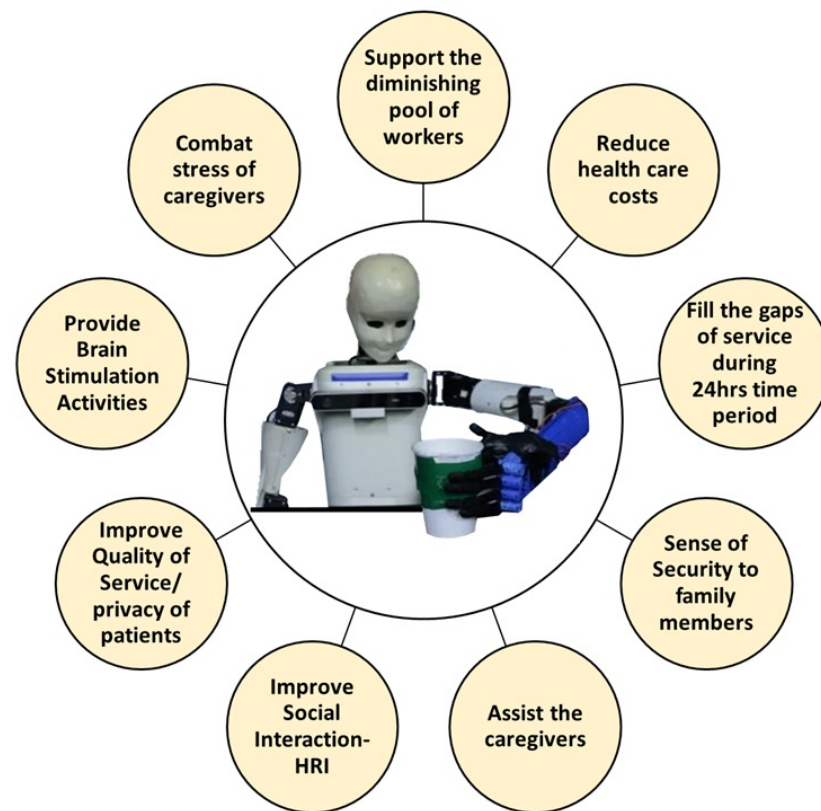 Support the
diminishing
pool of
workers
Reduce
health care
costs
Fill the gaps
of service
during
24hrs time
period
Sense of
Security to
family
members
Assist the
caregivers
Improve
Social
Interaction-
HRI
Improve
Quality of
Service/
privacy of
patients
Provide
Brain
Stimulation
Activities
Combat
stress of
caregivers